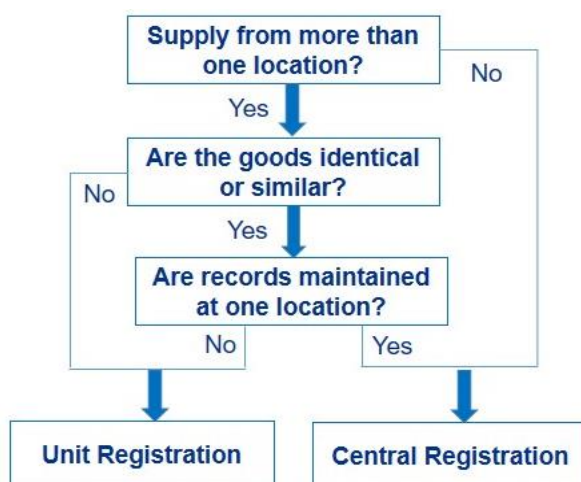 Supply from more than
one location?
No
Yes
Are the goods identical
or similar?
No
Yes
Are records maintained
at one location?
No
Yes
Unit Registration
Central Registration